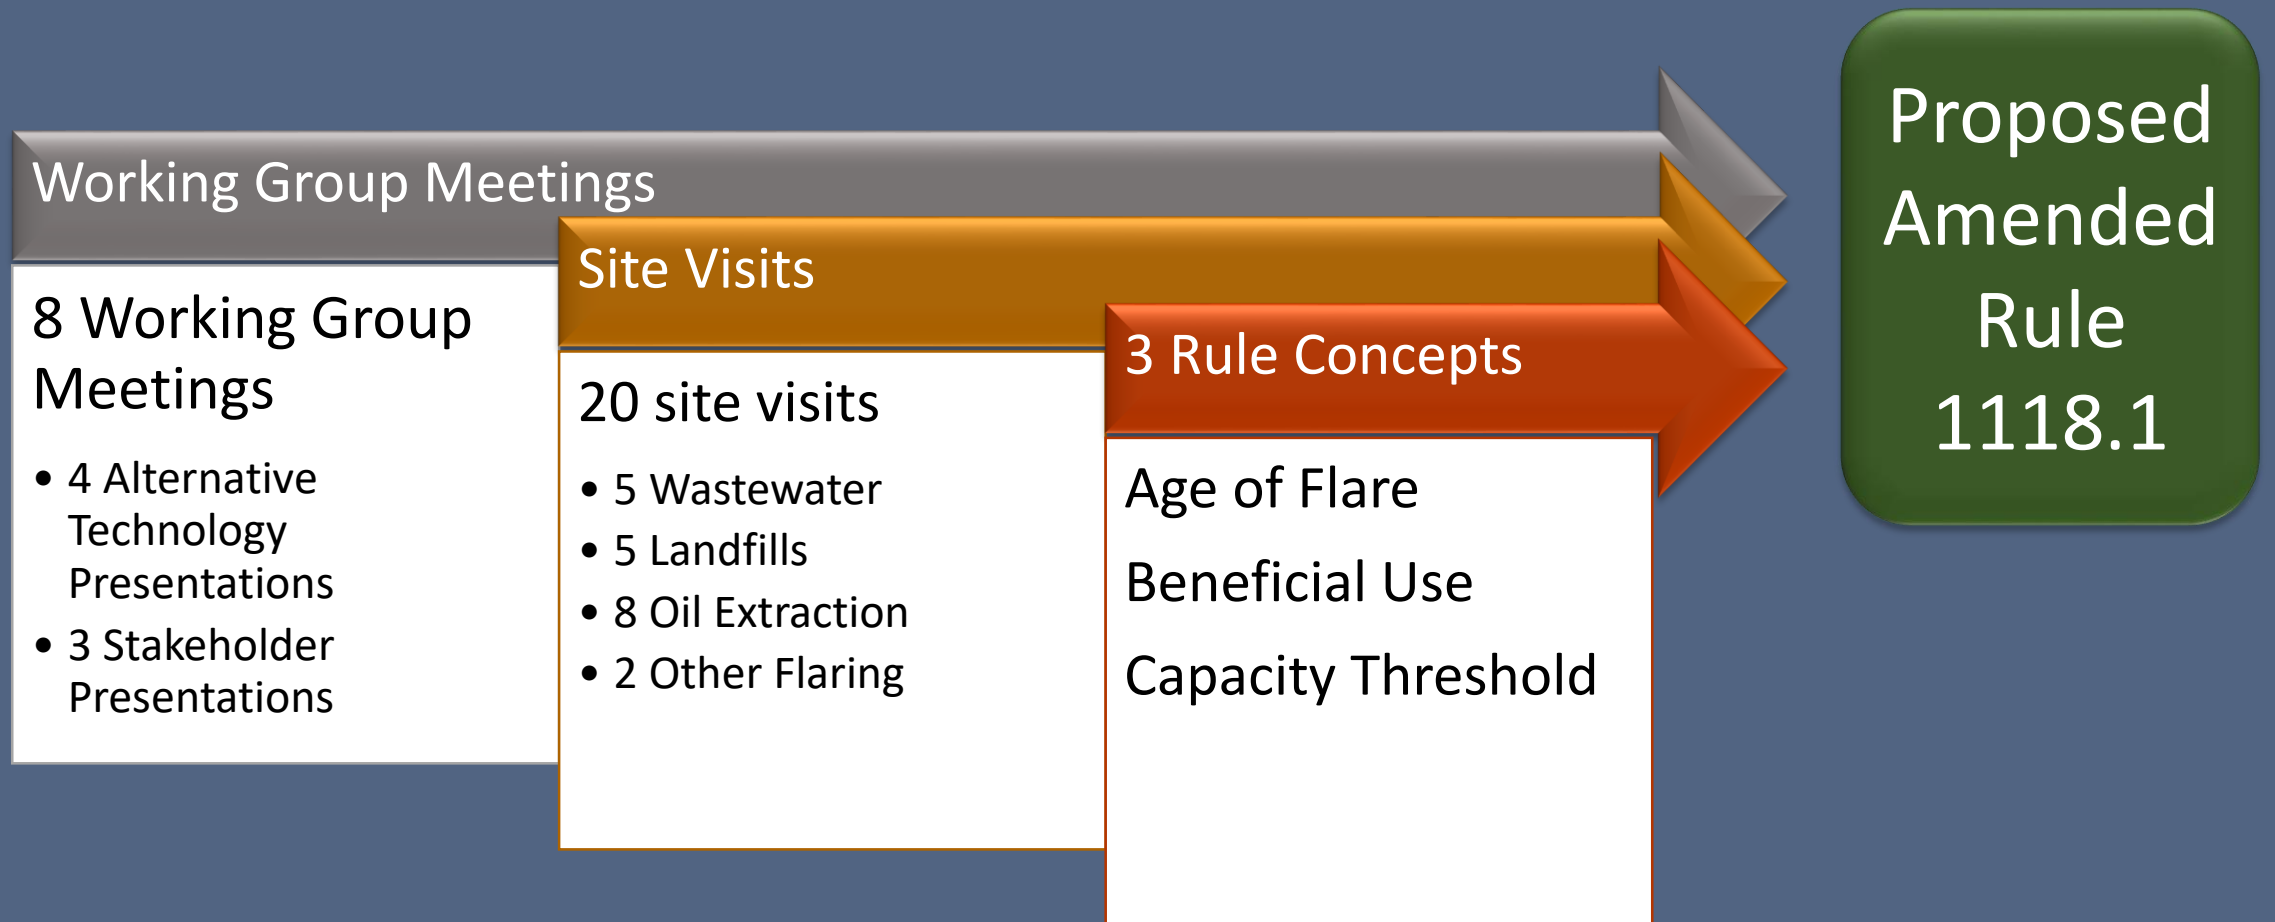 Working Group Meetings
8 Working Group
Meetings
• 4 Alternative
Technology
Presentations
• 3 Stakeholder
Presentations
Site Visits
20 site visits
• 5 Wastewater
• 5 Landfills
• 8 Oil Extraction
• 2 Other Flaring
3 Rule Concepts
Age of Flare
Beneficial Use
Capacity Threshold
Proposed
Amended
Rule
1118.1